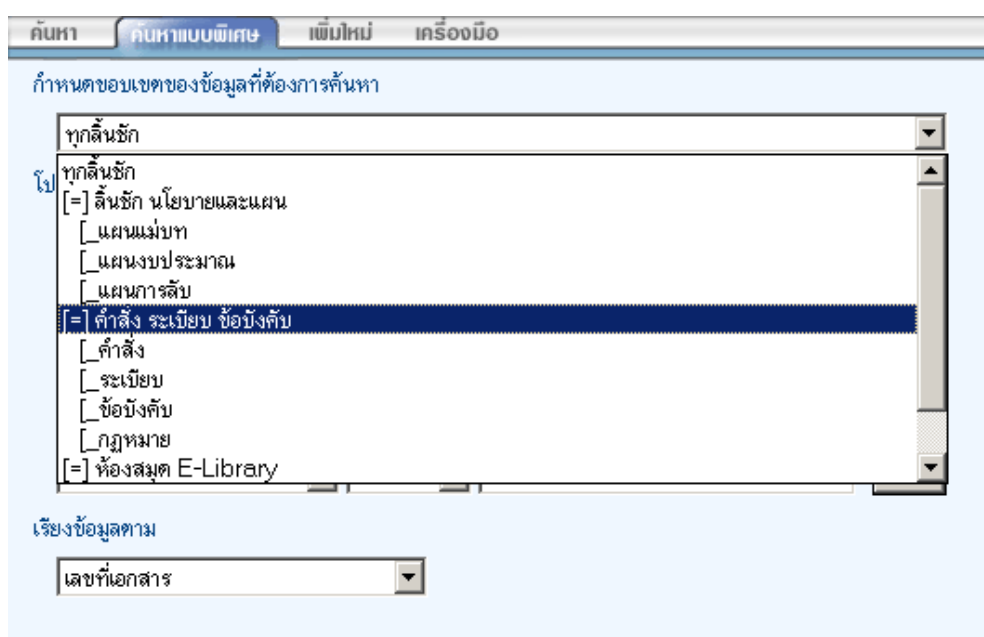 ค้นหา ค้นหาแบบพิเศษ เพิ่มใหม่ เครื่องมือ
กำหนดขอบเขตของข้อมูลที่ต้องการค้นหา
ทุกลิ้นชัก
โป
ทุกลิ้นชัก
[=] ลิ้นชัก นโยบายและแผน
[_แผนแม่บท
[_แผนงบประมาณ
[_แผนการลับ
[=] คำสั่ง ระเบียบ ข้อบังคับ
[_คำสั่ง
[_ระเบียบ
[_ข้อบังคับ
[_กฎหมาย
[=] ห้องสมุด E-Library
เรียงข้อมูลตาม
เลขที่เอกสาร